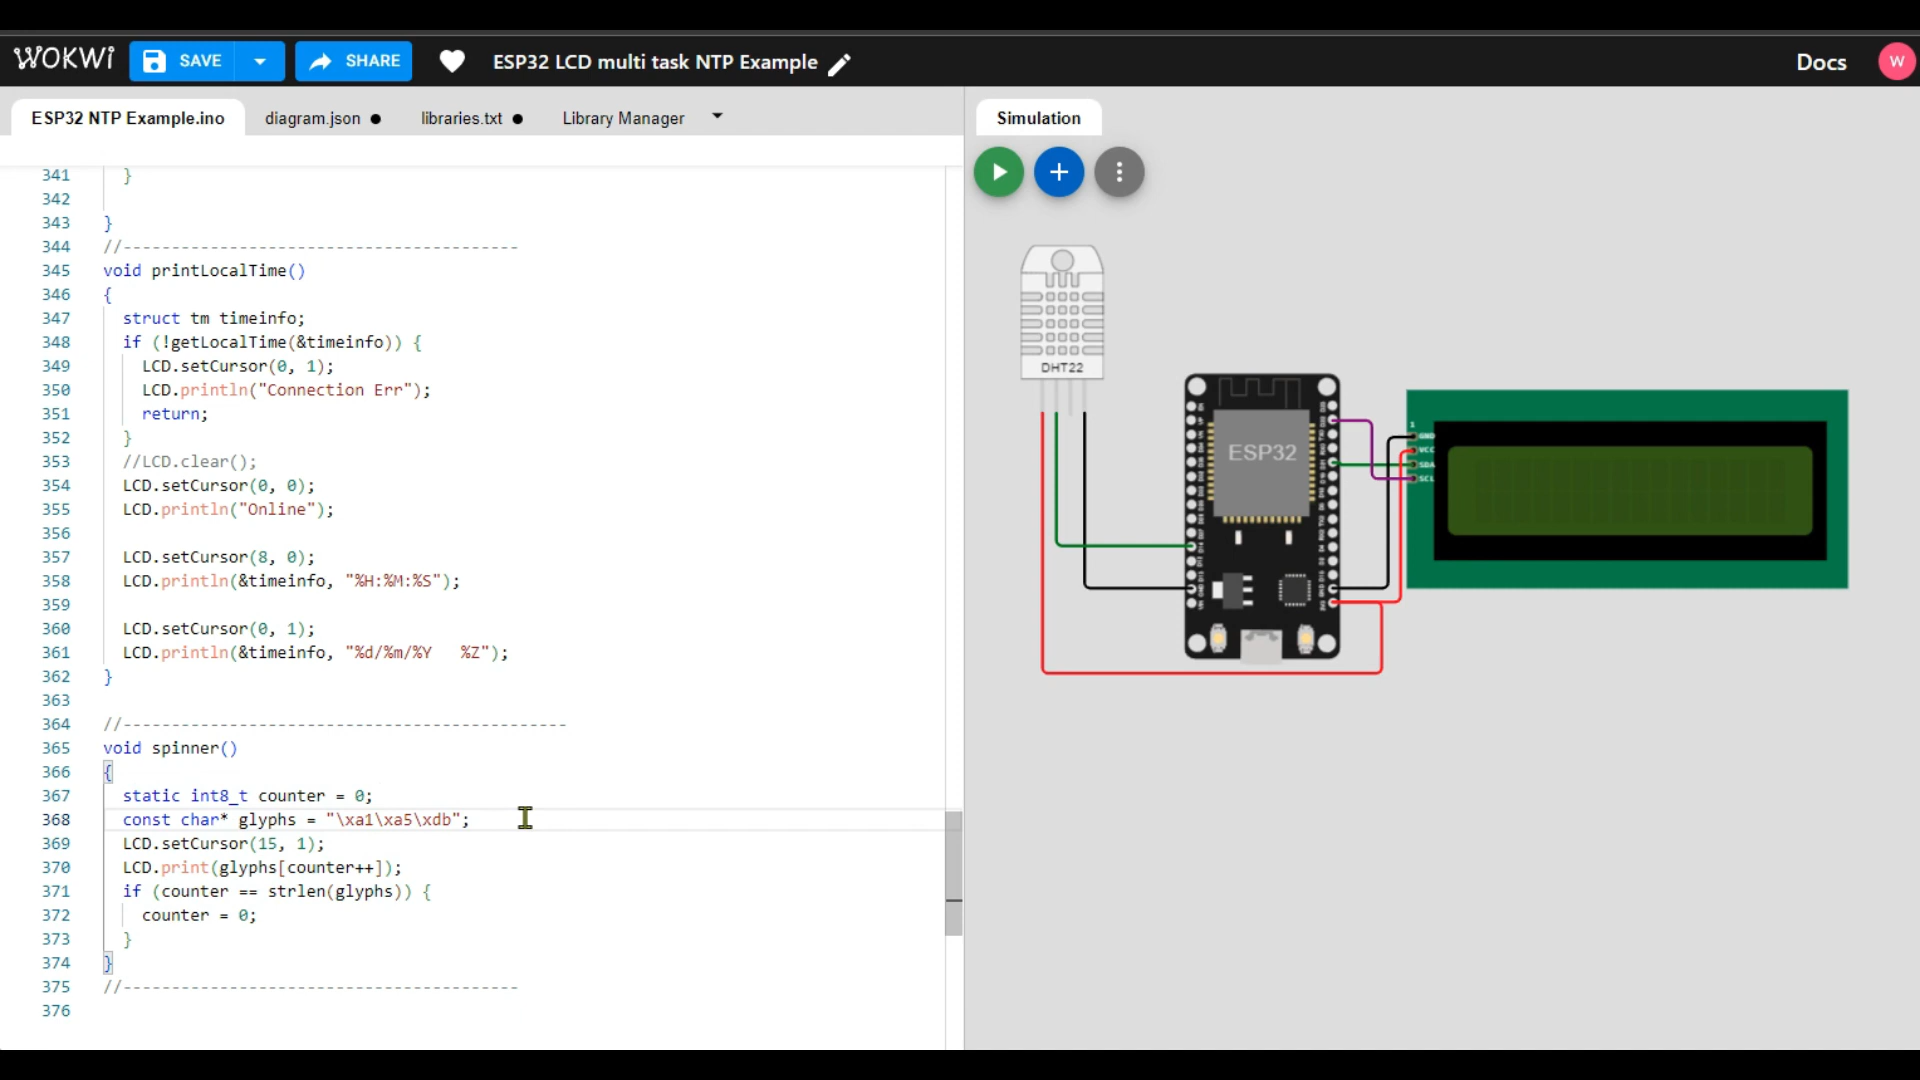 WOKWI SAVE SHARE ESP32 LCD multi task NTP Example Docs W
ESP32 NTP Example.ino diagram.json ● libraries.txt ● Library Manager
Simulation
341 }
342
343 }
344 //-----------------------------------------
345 void printLocalTime()
346 {
347 struct tm timeinfo;
348 if (!getLocalTime(&timeinfo)) {
349 LCD.setCursor(0, 1);
350 LCD.println("Connection Err");
351 return;
352 }
353 //LCD.clear();
354 LCD.setCursor(0, 0);
355 LCD.println("Online");
356
357 LCD.setCursor(8, 0);
358 LCD.println(&timeinfo, "%H:%M:%S");
359
360 LCD.setCursor(0, 1);
361 LCD.println(&timeinfo, "%d/%m/%Y   %Z");
362 }
363
364 //----------------------------------------------
365 void spinner()
366 {
367 static int8_t counter = 0;
368 const char* glyphs = "\xa1\xa5\xdb";
369 LCD.setCursor(15, 1);
370 LCD.print(glyphs[counter++]);
371 if (counter == strlen(glyphs)) {
372 counter = 0;
373 }
374 }
375 //-----------------------------------------
376
DHT22
ESP32
1
GND
VCC
SDA
SCL